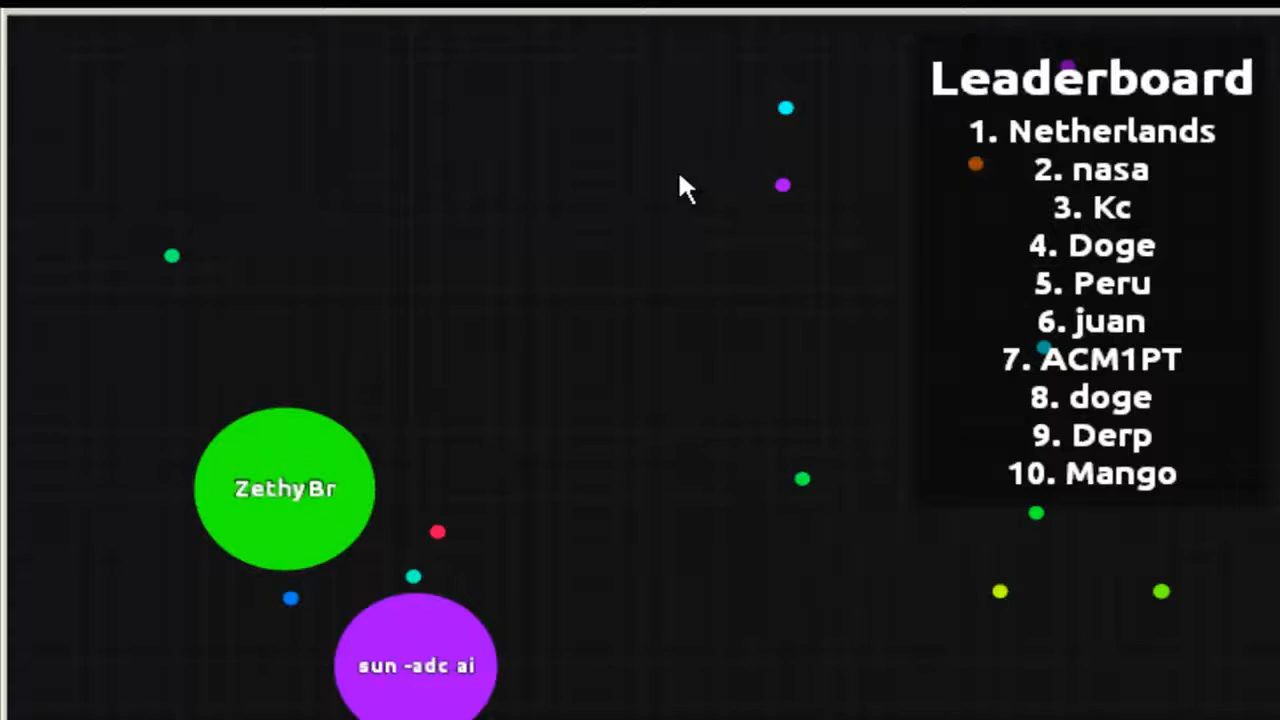 Leaderboard
1. Netherlands
2. nasa
3. Kc
4. Doge
5. Peru
6. juan
7. ACM1PT
8. doge
9. Derp
10. Mango
ZethyBr
sun -adc ai